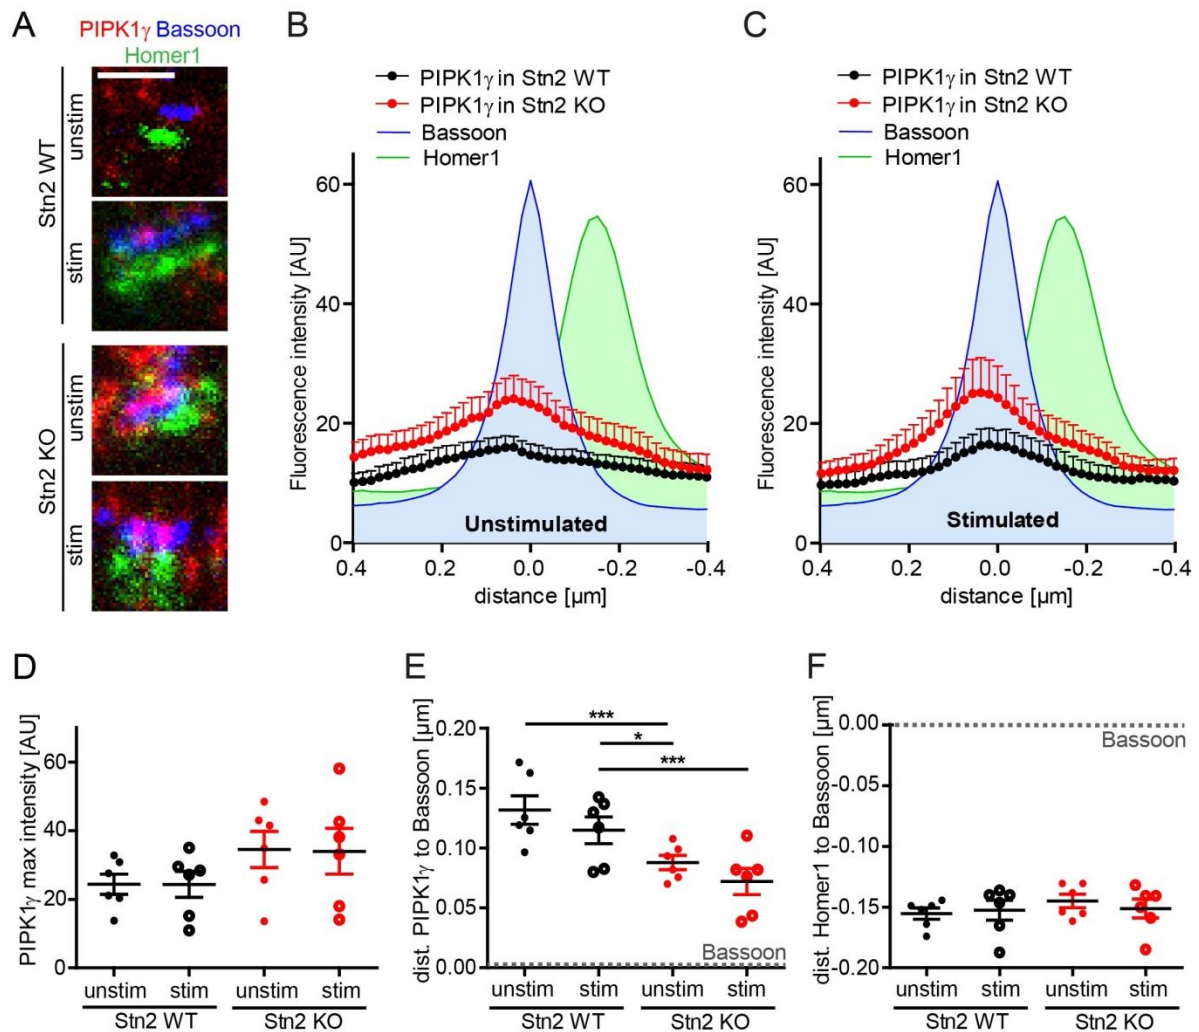 A
PIPK1γ Bassoon
Homer1
Stn2 WT
unstim
stim
Stn2 KO
unstim
stim
B
PIPK1γ in Stn2 WT
PIPK1γ in Stn2 KO
Bassoon
Homer1
Fluorescence intensity [AU]
60
40
20
0
Unstimulated
0.4 0.2 0.0 -0.2 -0.4
distance [µm]
C
PIPK1γ in Stn2 WT
PIPK1γ in Stn2 KO
Bassoon
Homer1
Fluorescence intensity [AU]
60
40
20
0
Stimulated
0.4 0.2 0.0 -0.2 -0.4
distance [µm]
D
PIPK1γ max intensity [AU]
60
40
20
0
unstim stim unstim stim
Stn2 WT Stn2 KO
E
dist. PIPK1γ to Bassoon [µm]
0.20
0.15
0.10
0.05
0.00
***
*
***
Bassoon
unstim stim unstim stim
Stn2 WT Stn2 KO
F
dist. Homer1 to Bassoon [µm]
0.00
-0.05
-0.10
-0.15
-0.20
Bassoon
unstim stim unstim stim
Stn2 WT Stn2 KO